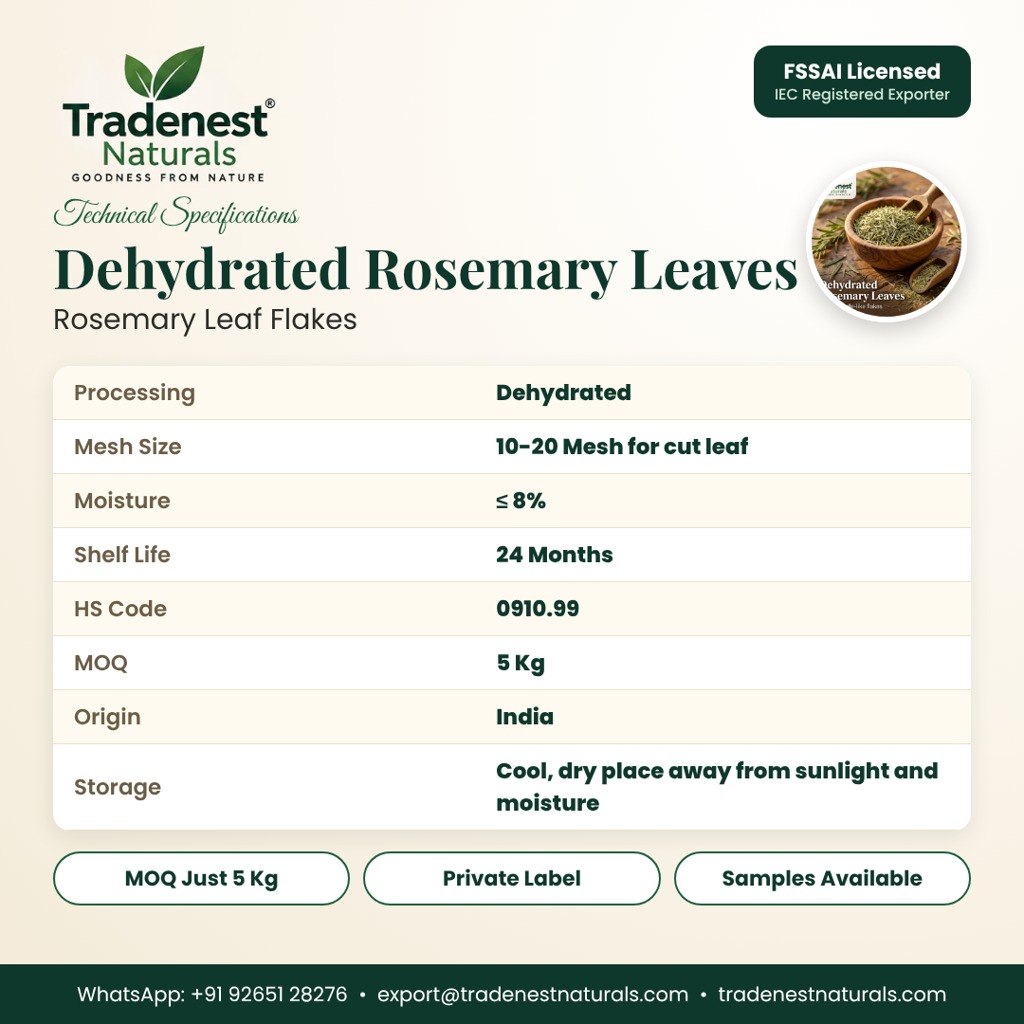 Tradenest®
Naturals
GOODNESS FROM NATURE
FSSAI Licensed
IEC Registered Exporter
Technical Specifications
Dehydrated Rosemary Leaves
Rosemary Leaf Flakes
Processing Dehydrated
Mesh Size 10-20 Mesh for cut leaf
Moisture ≤ 8%
Shelf Life 24 Months
HS Code 0910.99
MOQ 5 Kg
Origin India
Storage Cool, dry place away from sunlight and
moisture
MOQ Just 5 Kg
Private Label
Samples Available
WhatsApp: +91 92651 28276 • export@tradenestnaturals.com • tradenestnaturals.com